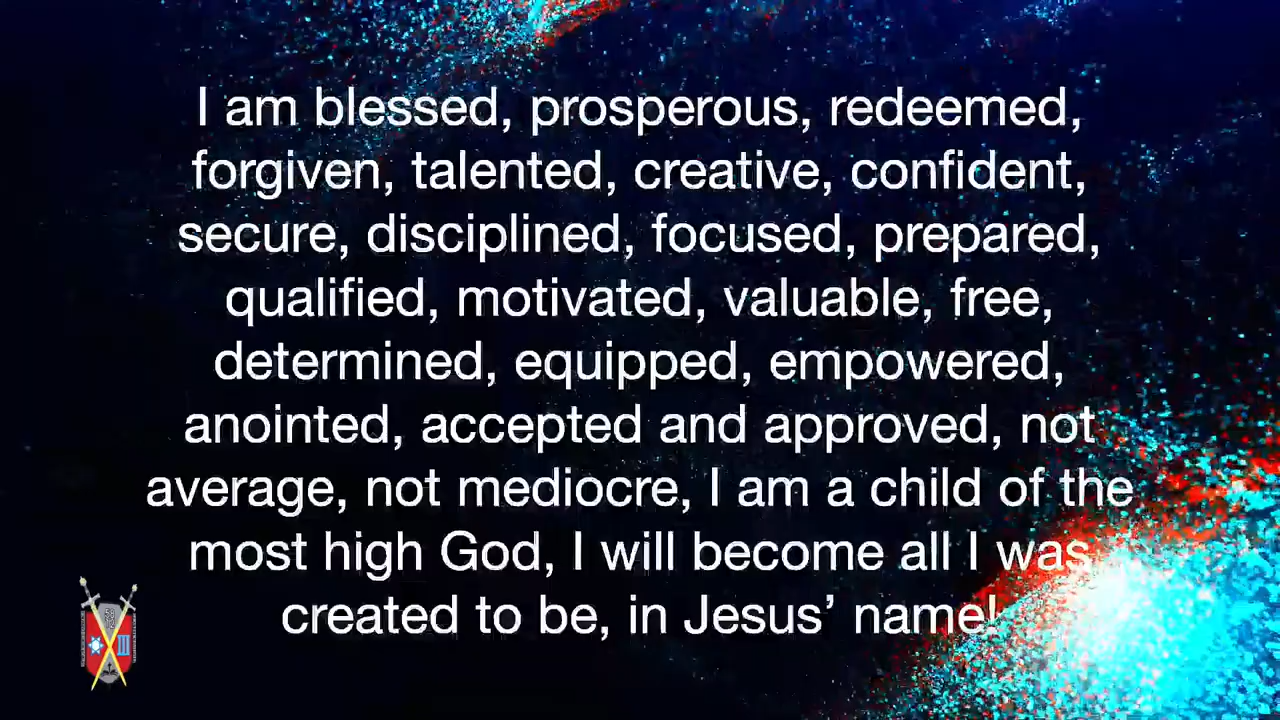 I am blessed, prosperous, redeemed,
forgiven, talented, creative, confident,
secure, disciplined, focused, prepared,
qualified, motivated, valuable, free,
determined, equipped, empowered,
anointed, accepted and approved, not
average, not mediocre, I am a child of the
most high God, I will become all I was
created to be, in Jesus’ name!